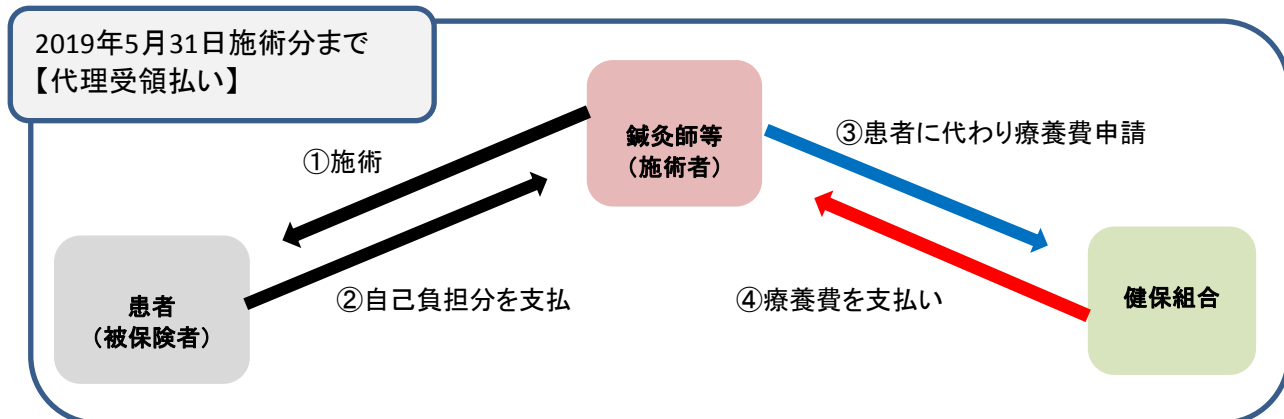 2019年5月31日施術分まで
【代理受領払い】
鍼灸師等
（施術者）
③患者に代わり療養費申請
①施術
患者
（被保険者）
②自己負担分を支払
④療養費を支払い
健保組合